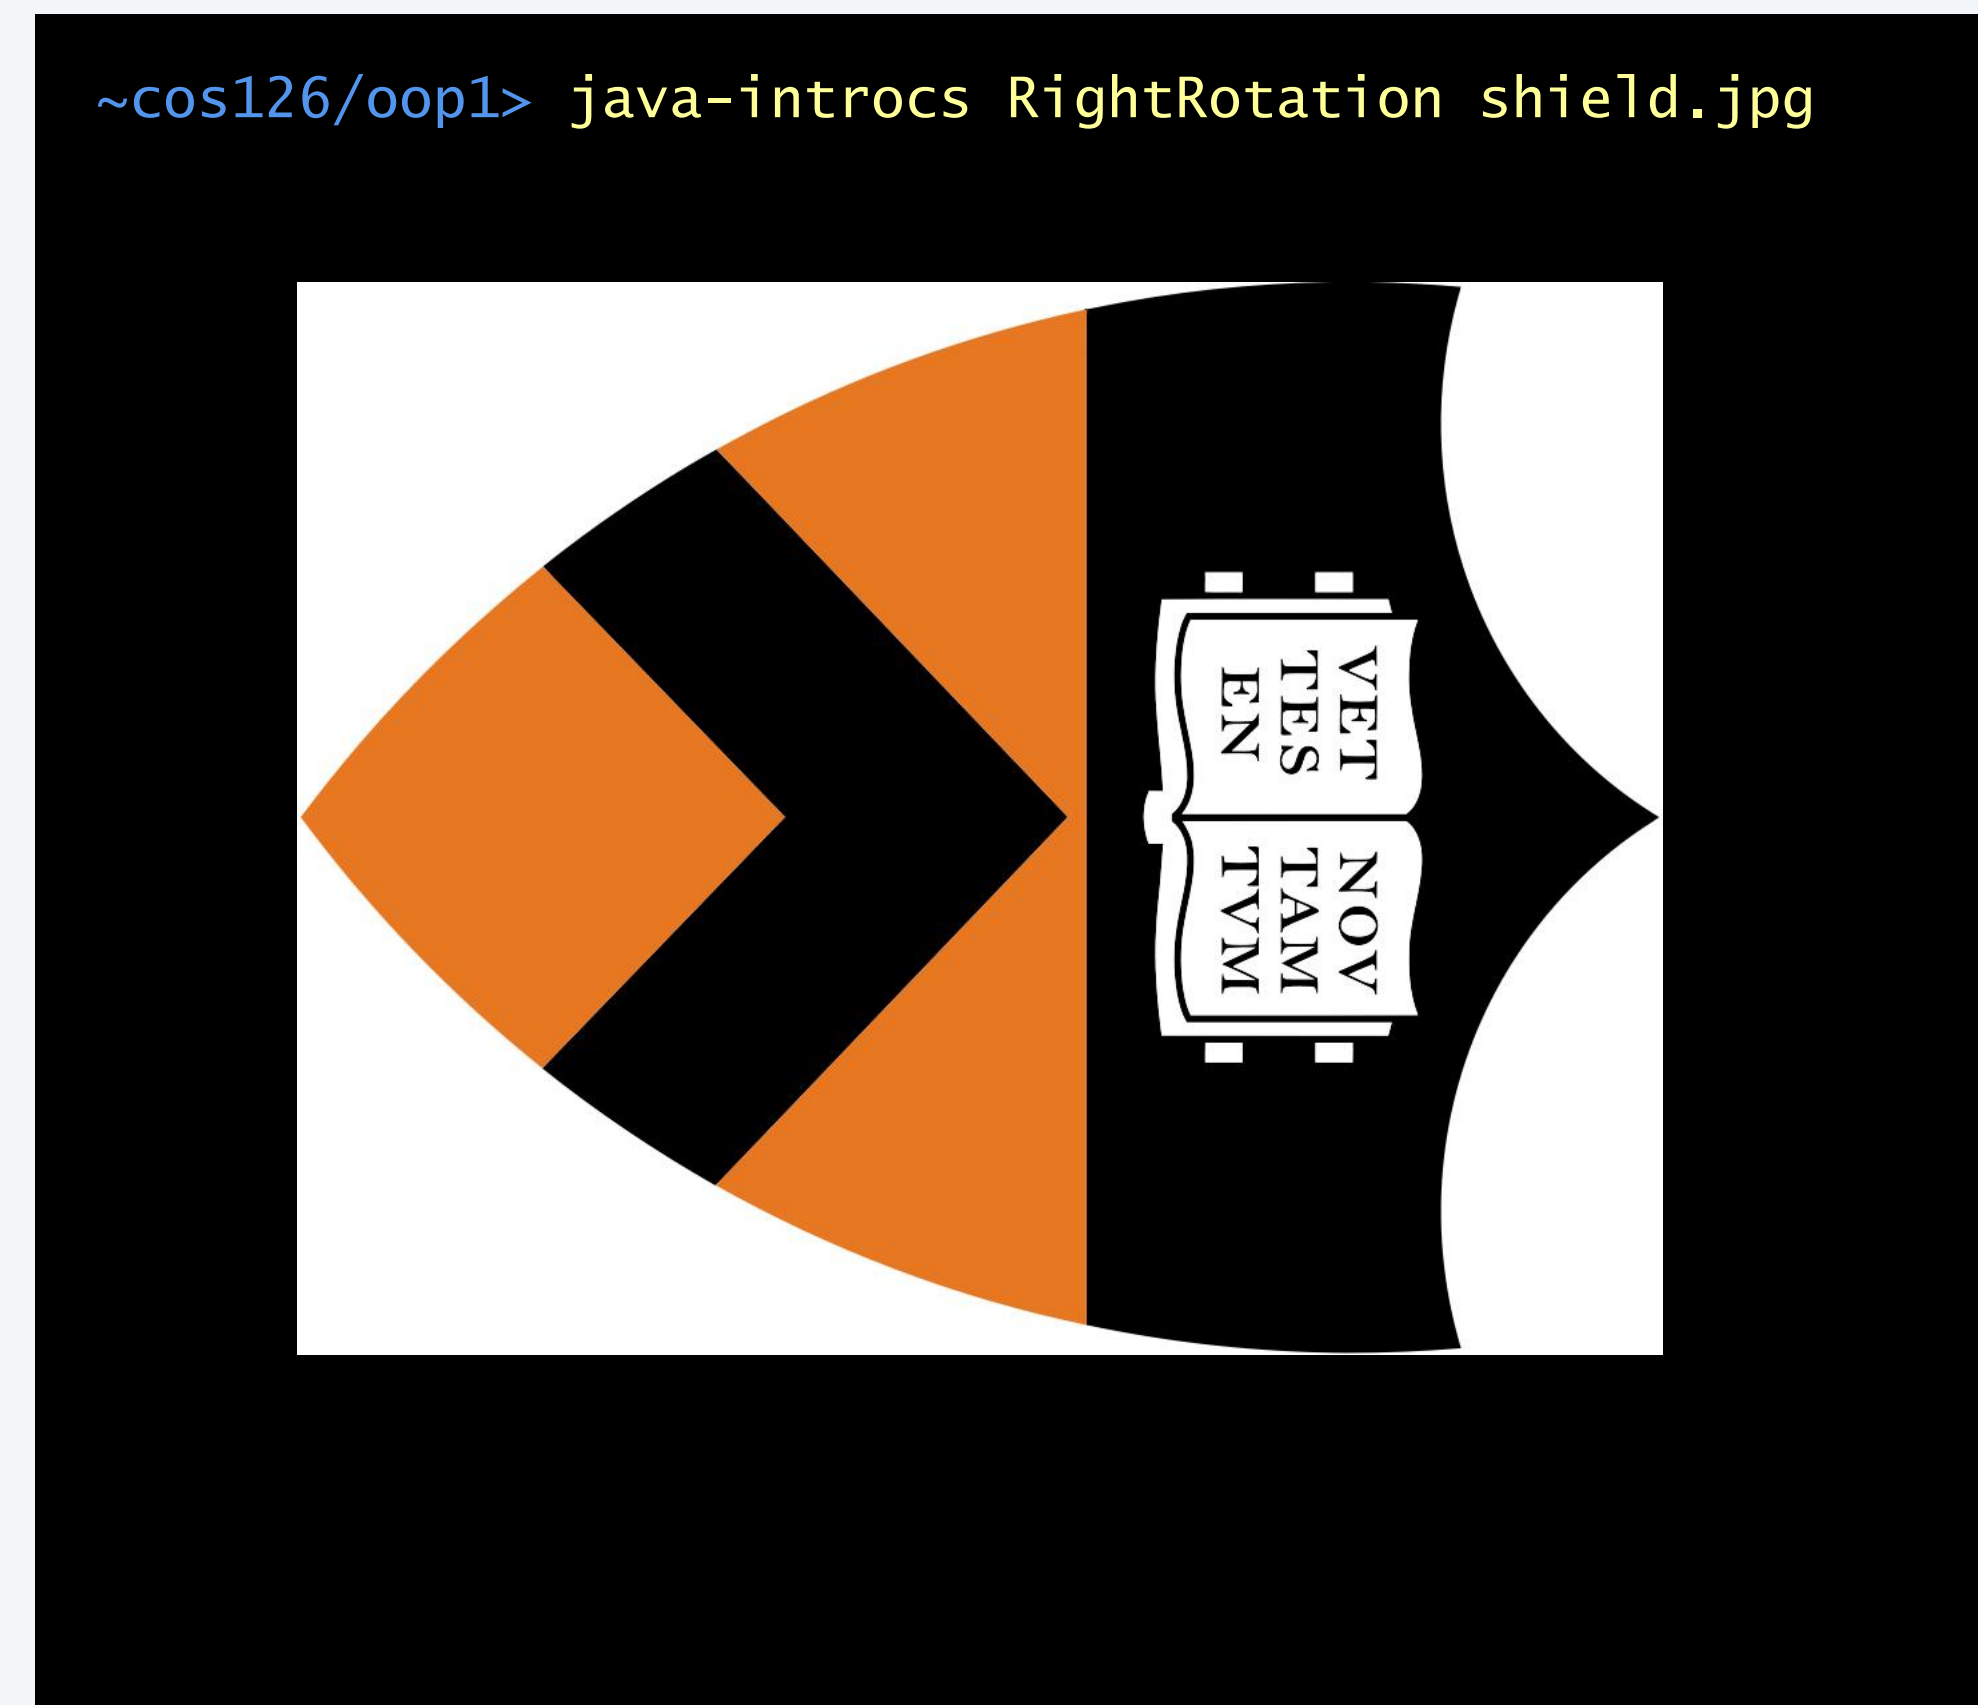 ~cos126/oop1> java-introcs RightRotation shield.jpg
VET
TES
EN
NOV
TAM
TVM